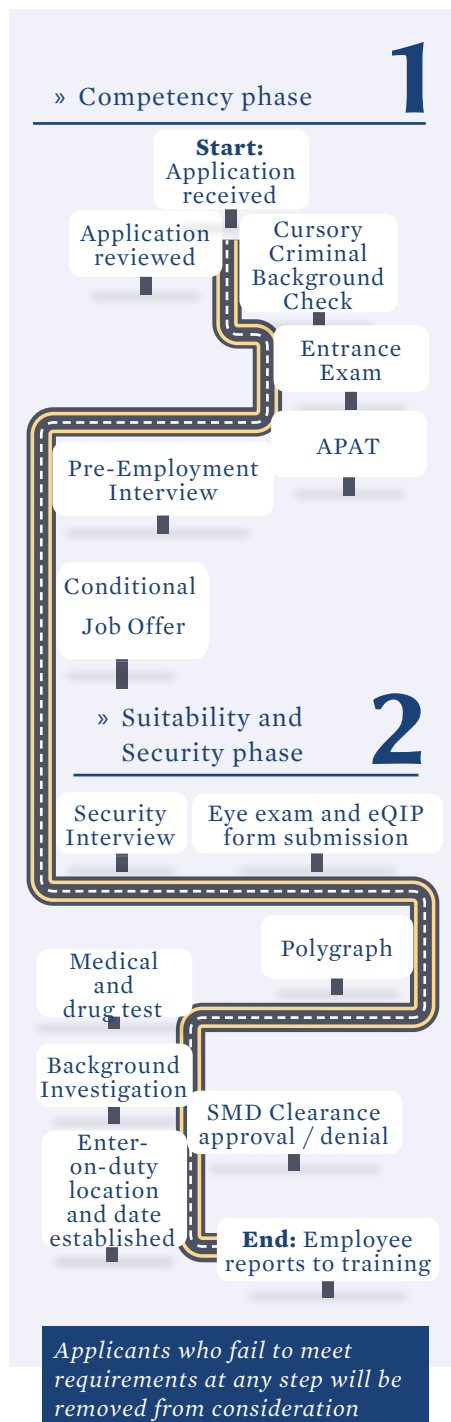 1
» Competency phase
Start:
Application
received
Application
reviewed
Cursory
Criminal
Background
Check
Entrance
Exam
APAT
Pre-Employment
Interview
Conditional
Job Offer
2
» Suitability and
Security phase
Security
Interview
Eye exam and eQIP
form submission
Polygraph
Medical
and
drug test
Background
Investigation
SMD Clearance
approval / denial
Enter-
on-duty
location
and date
established
End: Employee
reports to training
Applicants who fail to meet
requirements at any step will be
removed from consideration